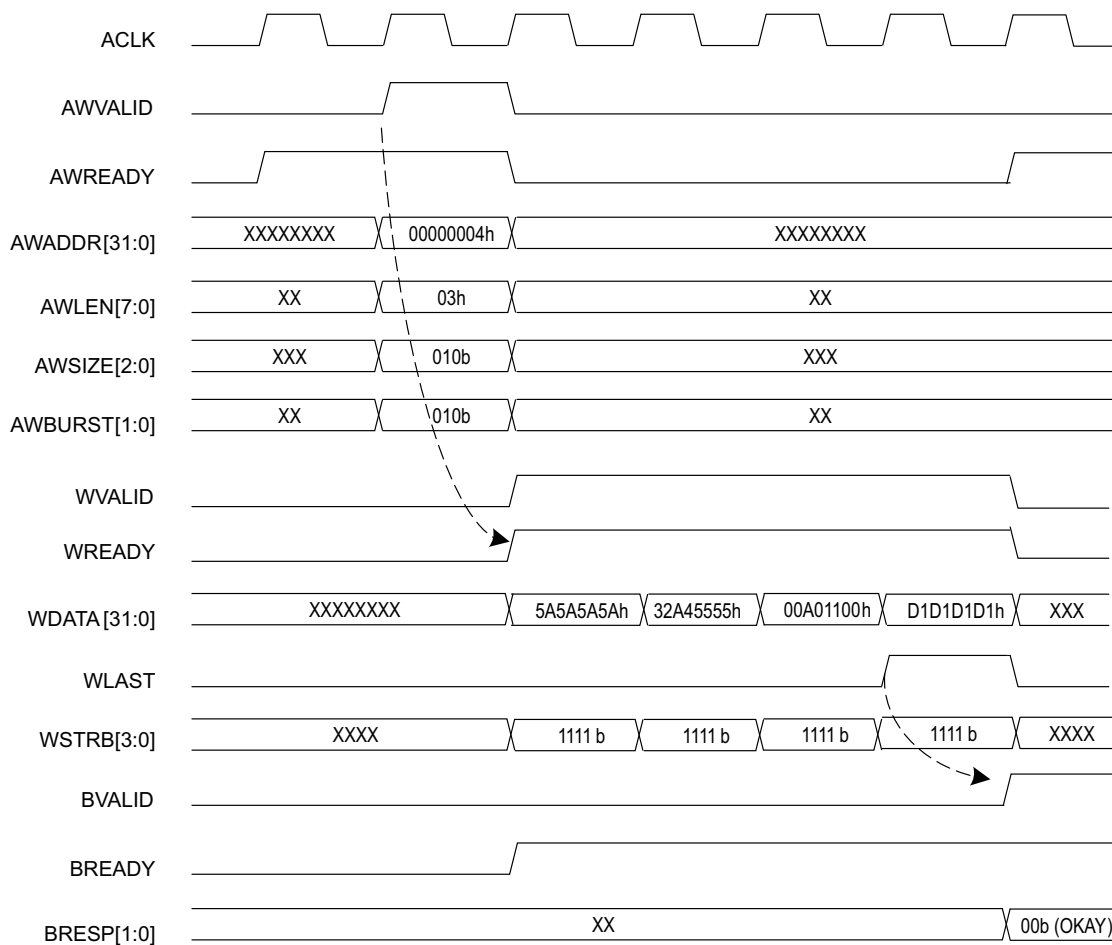 ACLK
AWVALID
AWREADY
AWADDR[31:0] XXXXXXXX 00000004h XXXXXXXX
AWLEN[7:0] XX 03h XX
AWSIZE[2:0] XXX 010b XXX
AWBURST[1:0] XX 010b XX
WVALID
WREADY
WDATA[31:0] XXXXXXXX 5A5A5A5Ah 32A45555h 00A01100h D1D1D1D1h XXX
WLAST
WSTRB[3:0] XXXX 1111 b 1111 b 1111 b 1111 b XXXX
BVALID
BREADY
BRESP[1:0] XX 00b (OKAY)